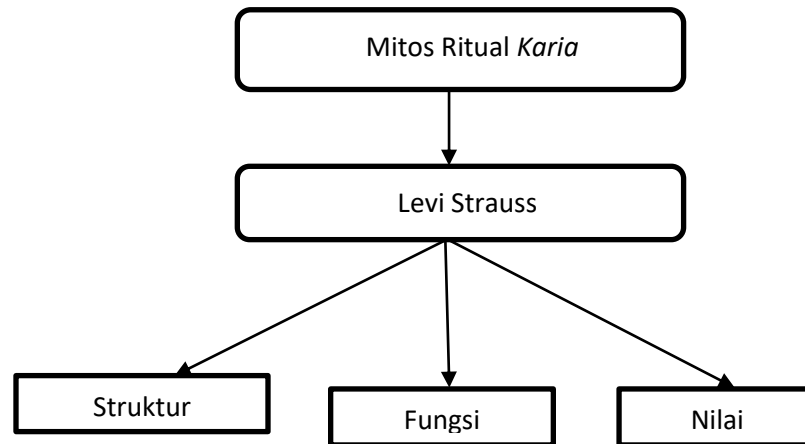 Mitos Ritual Karia
Levi Strauss
Struktur
Fungsi
Nilai